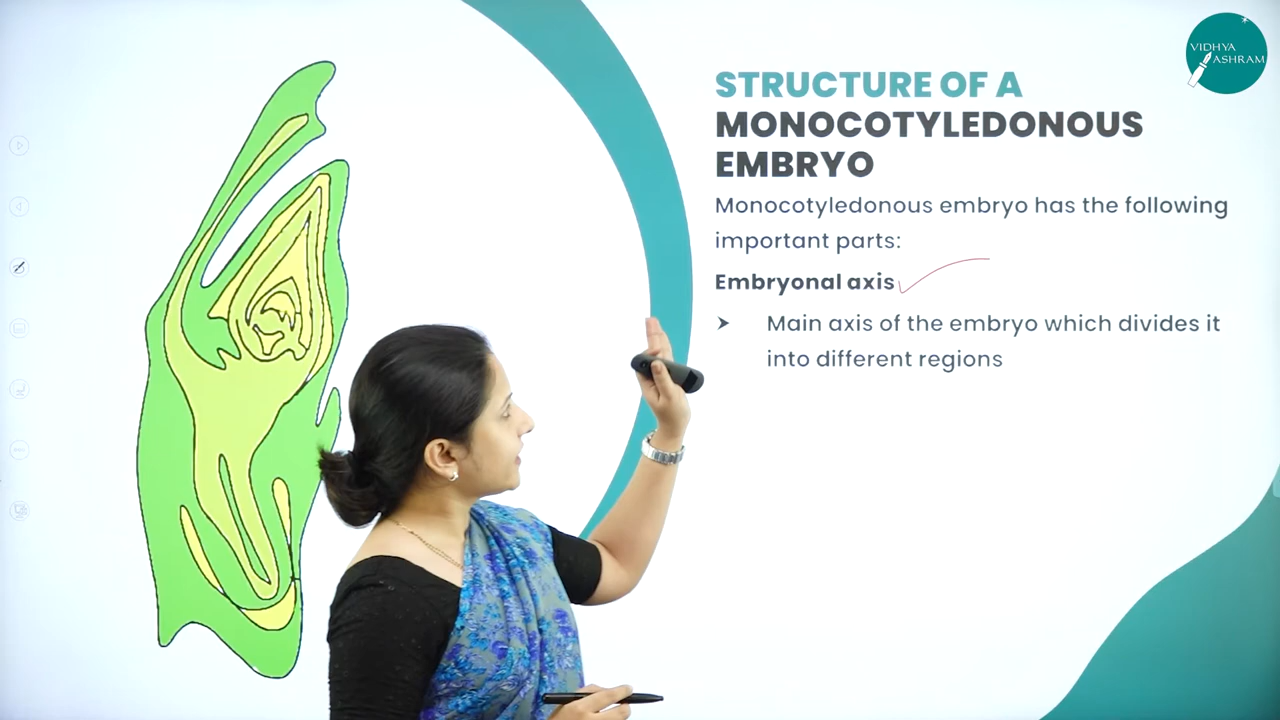 VIDHYA
ASHRAM
STRUCTURE OF A
MONOCOTYLEDONOUS
EMBRYO
Monocotyledonous embryo has the following
important parts:
Embryonal axis
➤ Main axis of the embryo which divides it
into different regions